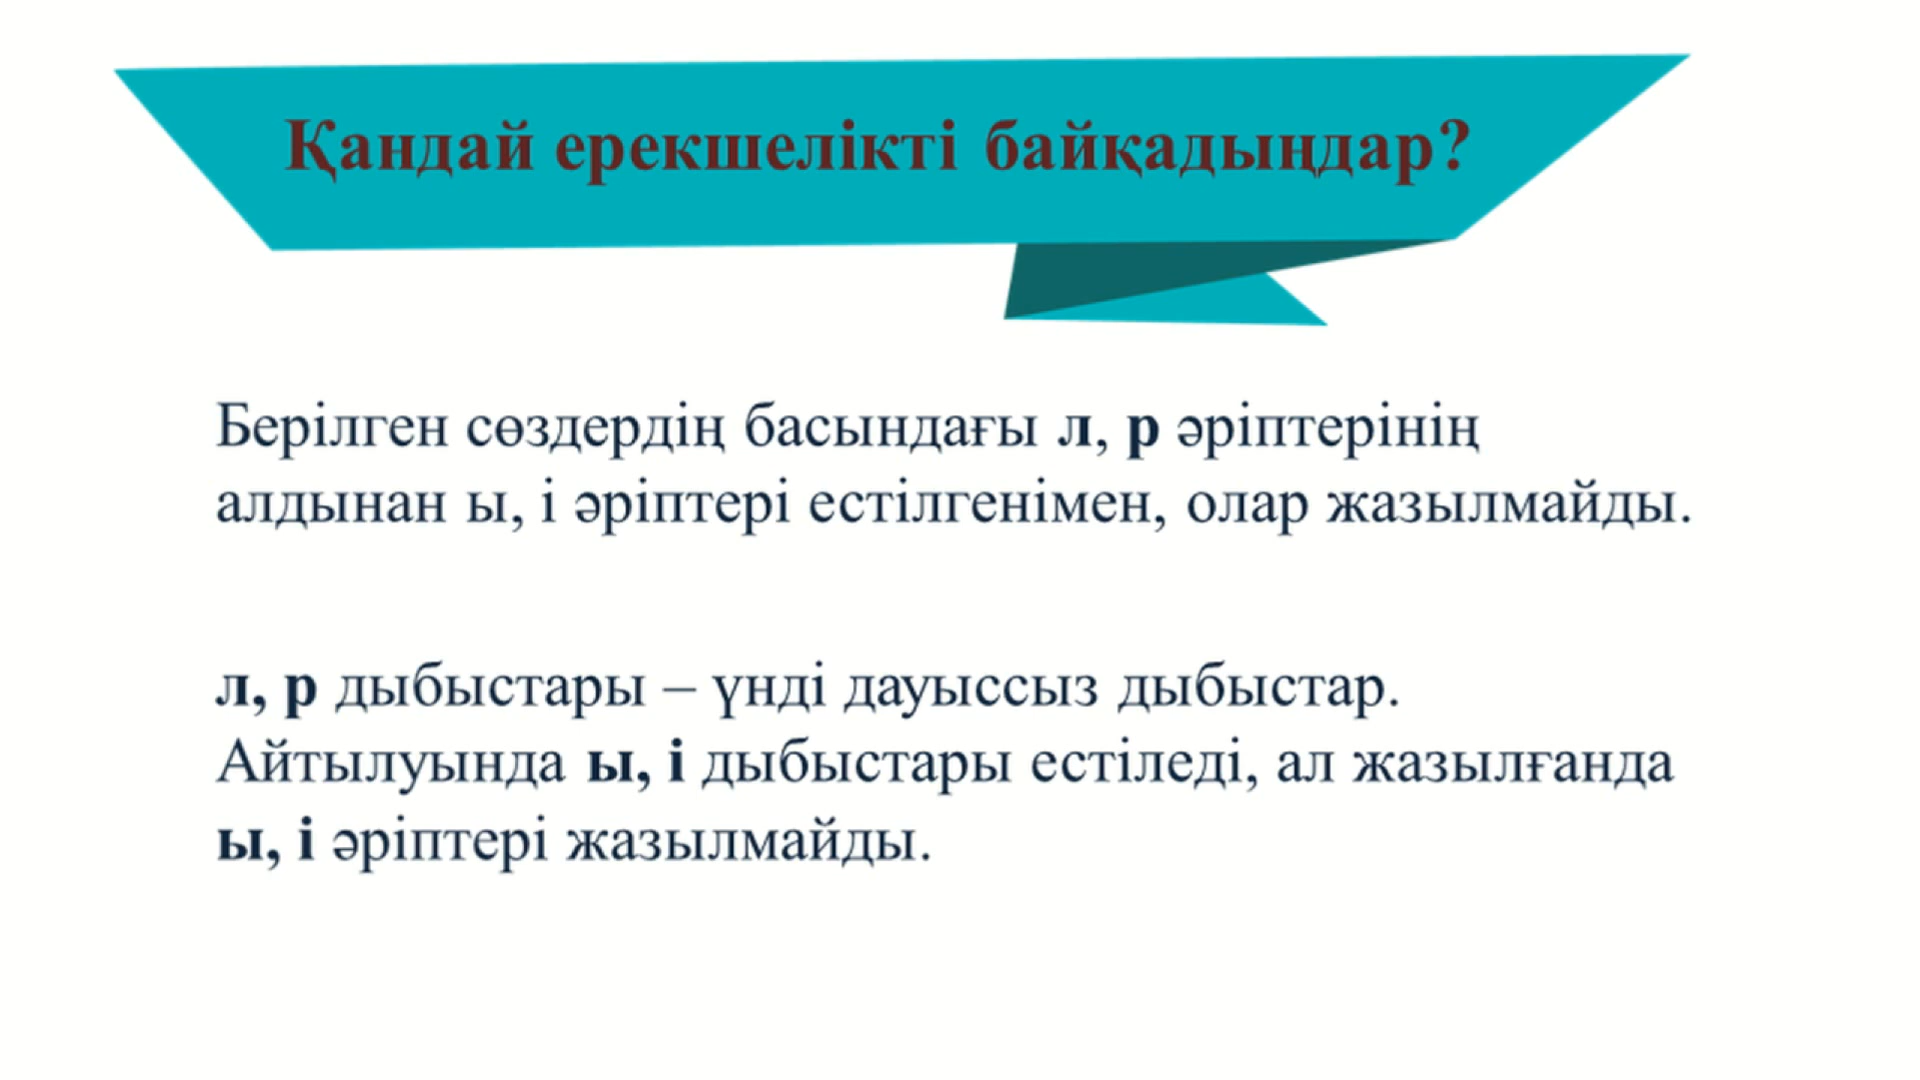 Қандай ерекшелікті байқадыңдар?
Берілген сөздердің басындағы л, р әріптерінің
алдынан ы, і әріптері естілгенімен, олар жазылмайды.
л, р дыбыстары – үнді дауыссыз дыбыстар.
Айтылуында ы, і дыбыстары естіледі, ал жазылғанда
ы, і әріптері жазылмайды.